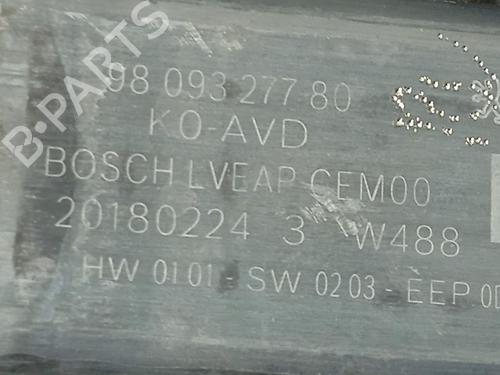 B-PARTS
98 093 277 80
KO-AVD
BOSCH LVEAP CEM00
20180224 3 W488
HW 01 01 - SW 02 03 - EEP 0D